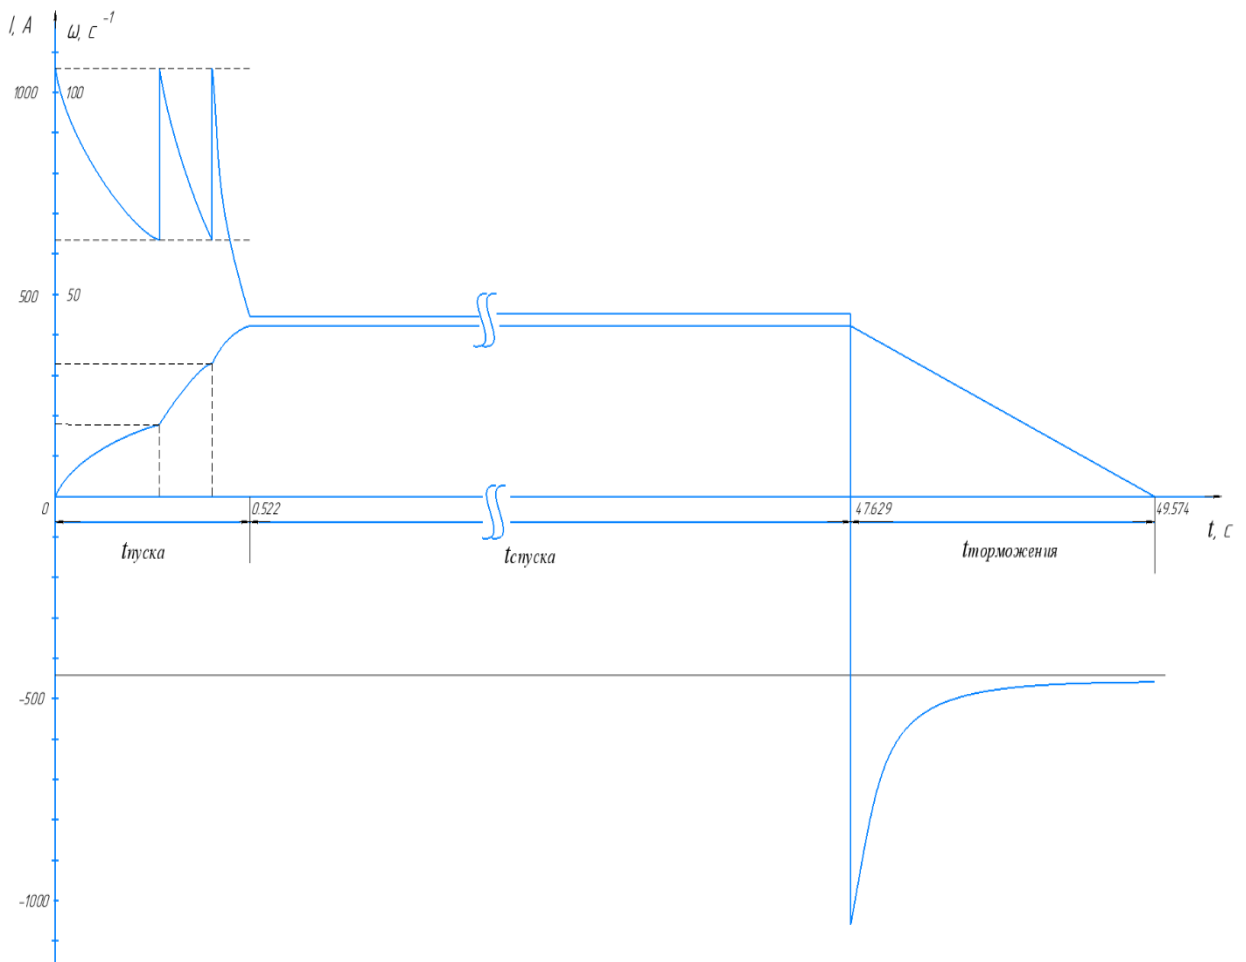 I, А
ω, с⁻¹
1000
100
500
50
0
0.522
47.629
49.574
t, с
tпуска
tспуска
tторможения
-500
-1000